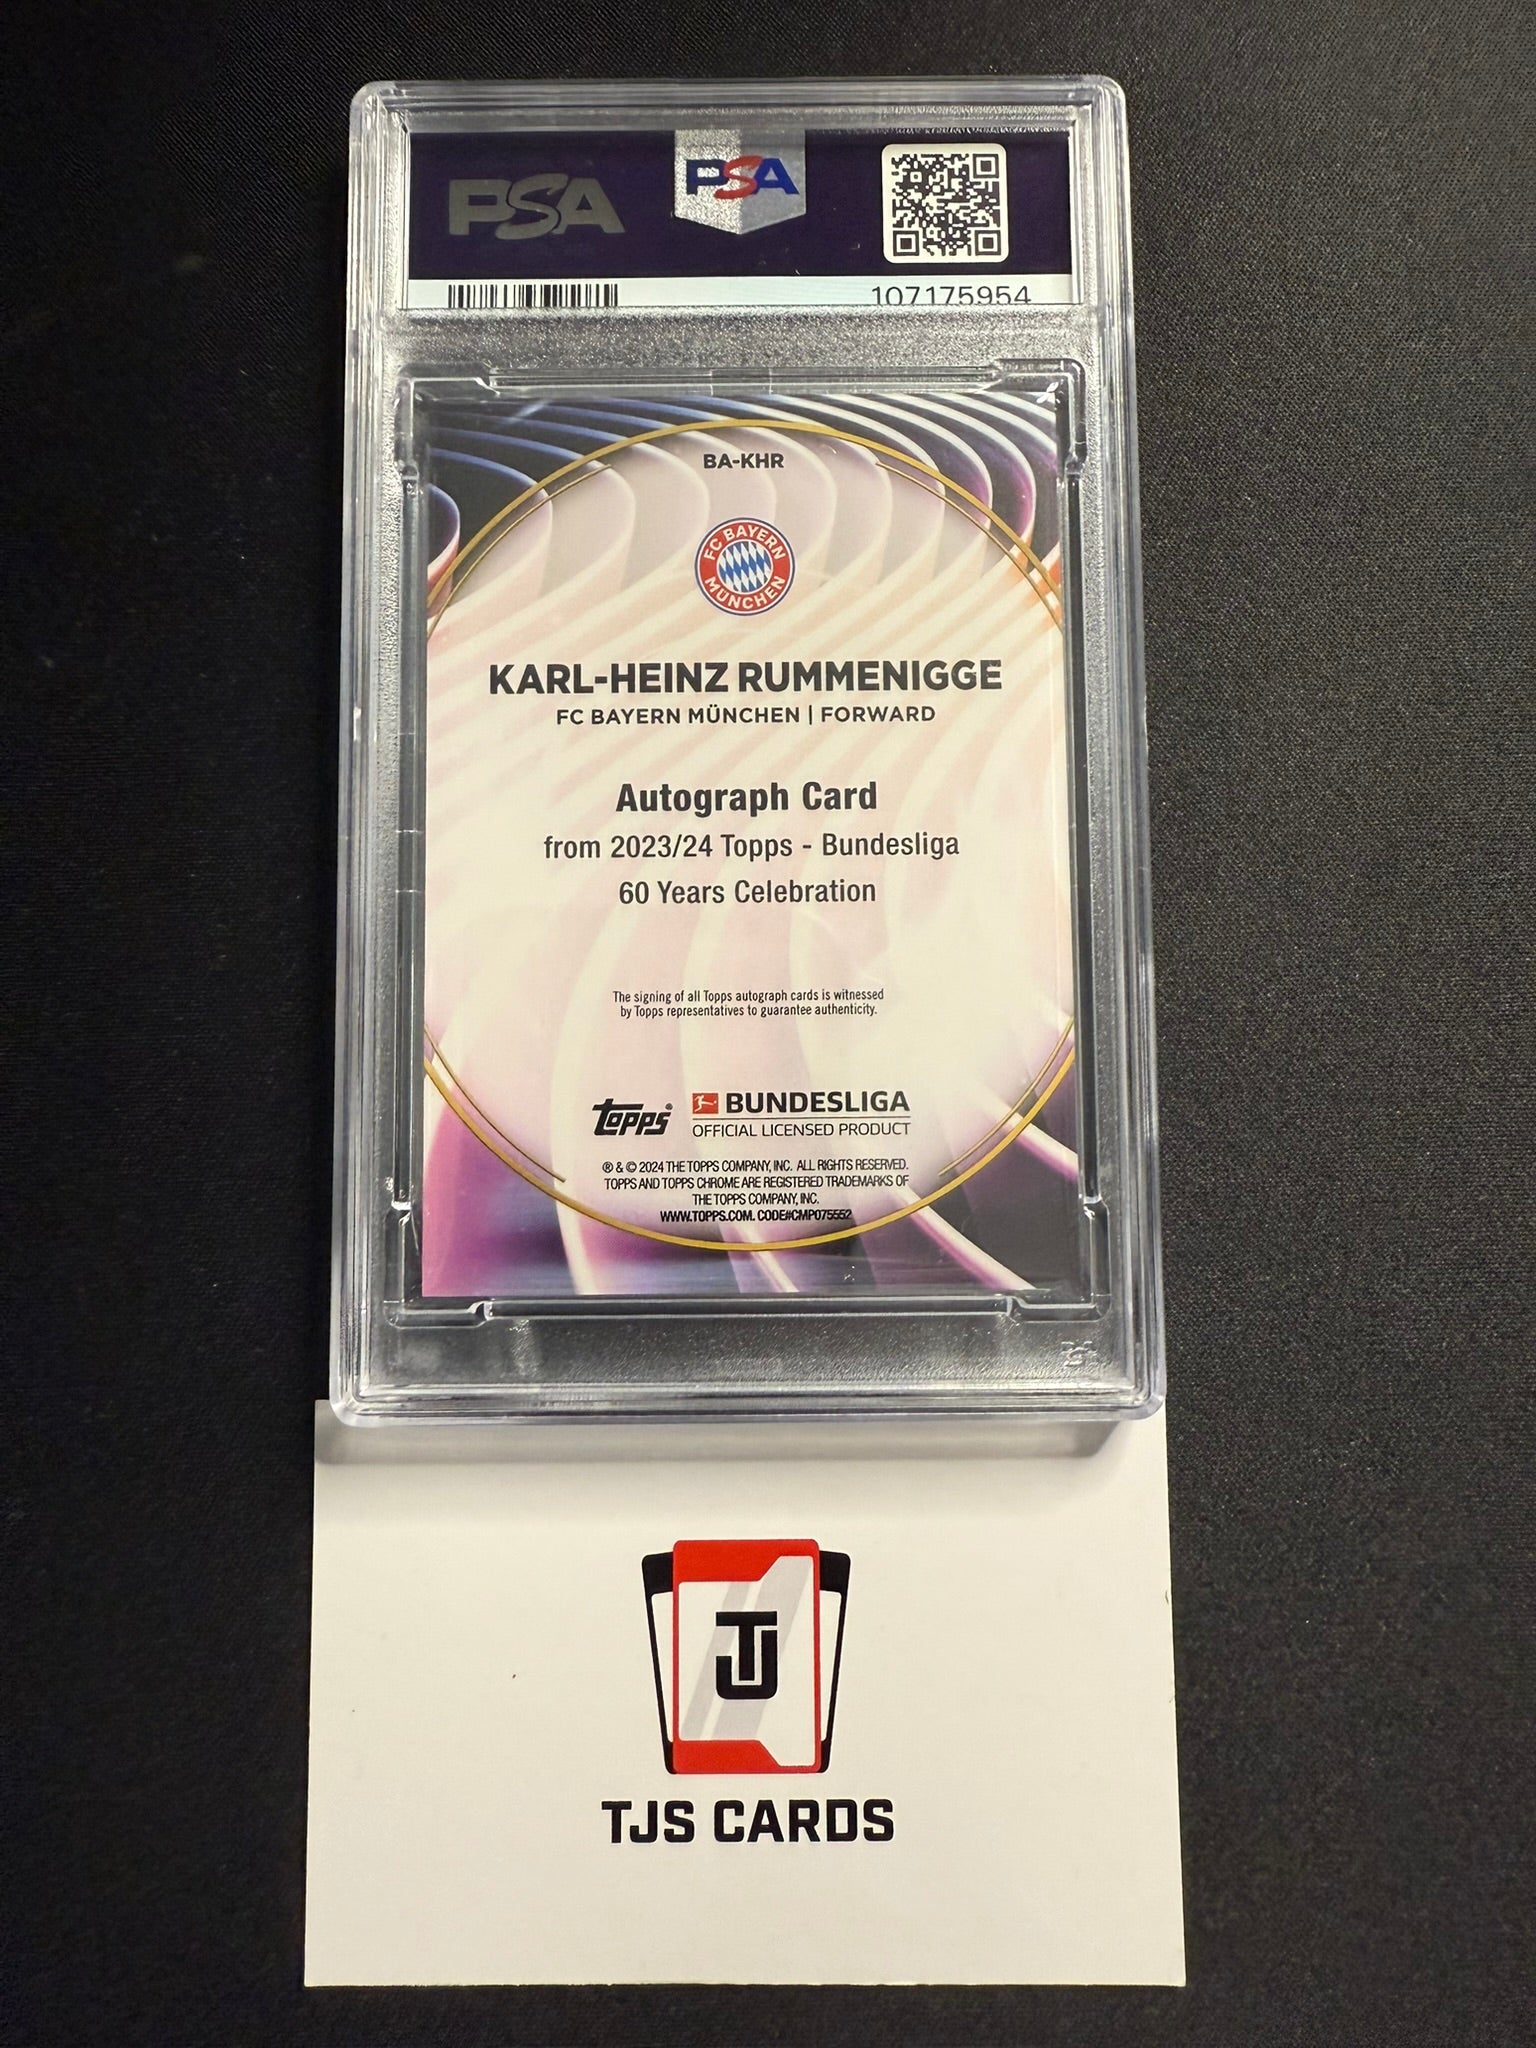 PSA
PSA
107175954
BA-KHR
FC BAYERN
MÜNCHEN
KARL-HEINZ RUMMENIGGE
FC BAYERN MÜNCHEN | FORWARD
Autograph Card
from 2023/24 Topps - Bundesliga
60 Years Celebration
The signing of all Topps autograph cards is witnessed
by Topps representatives to guarantee authenticity.
topps®
BUNDESLIGA
OFFICIAL LICENSED PRODUCT
® & © 2024 THE TOPPS COMPANY, INC. ALL RIGHTS RESERVED.
TOPPS AND TOPPS CHROME ARE REGISTERED TRADEMARKS OF
THE TOPPS COMPANY, INC.
WWW.TOPPS.COM. CODE#CMP075552
TJ
TJS CARDS